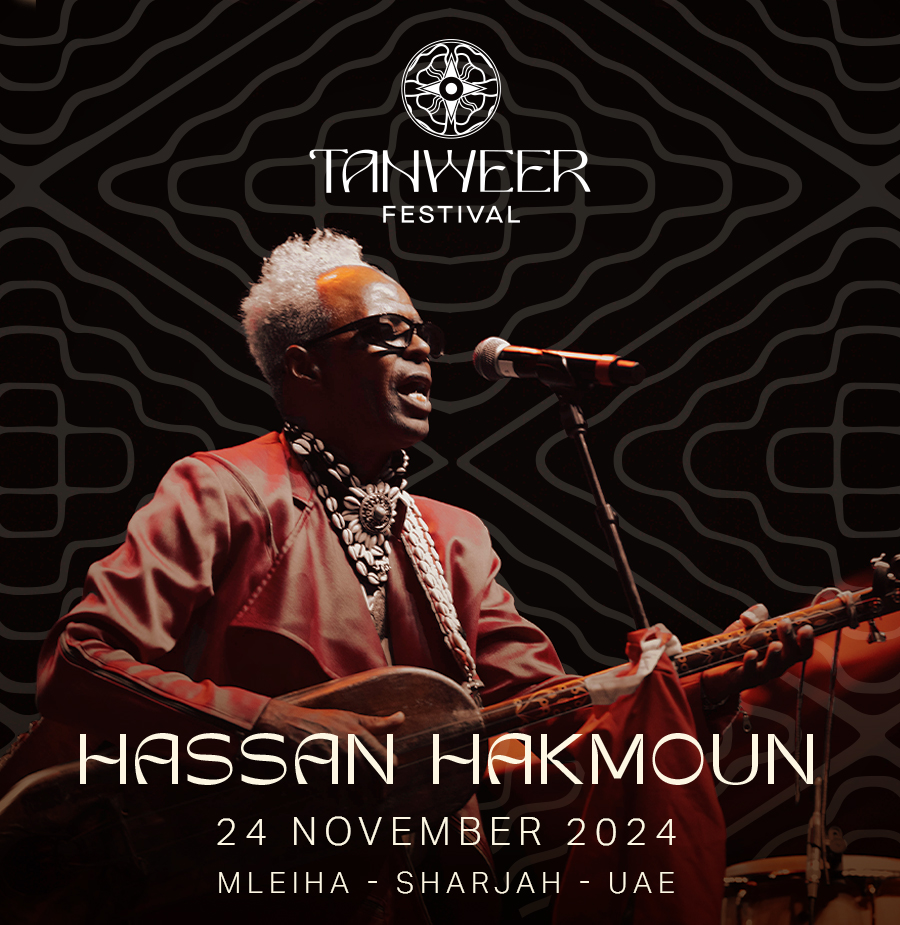 TANWEER
FESTIVAL
HASSAN HAKMOUN
24 NOVEMBER 2024
MLEIHA - SHARJAH - UAE